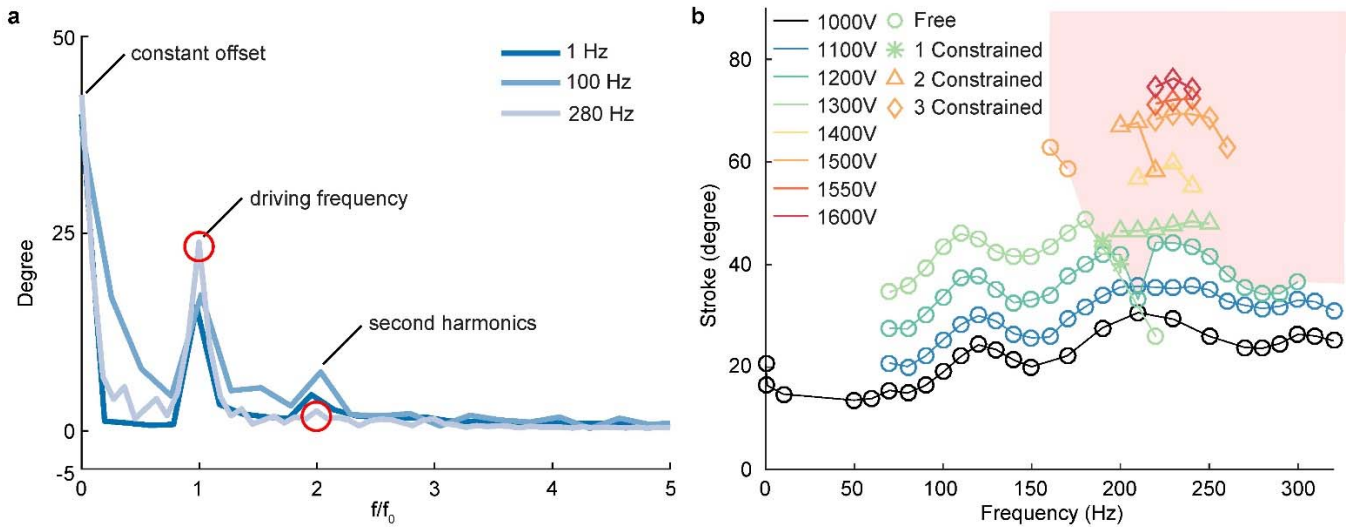 a
50
25
0
-5
Degree
constant offset
driving frequency
second harmonics
1 Hz
100 Hz
280 Hz
0
1
2
3
4
5
f/f0
b
80
60
40
20
0
Stroke (degree)
1000V
1100V
1200V
1300V
1400V
1500V
1550V
1600V
Free
1 Constrained
2 Constrained
3 Constrained
0
50
100
150
200
250
300
Frequency (Hz)